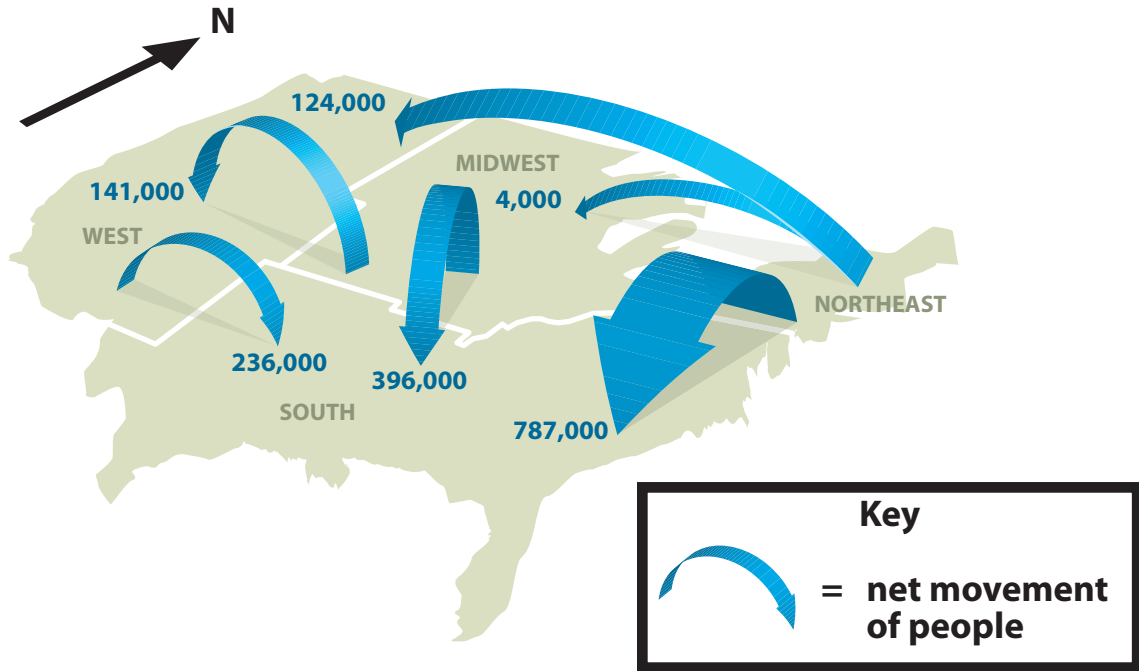 N
124,000
MIDWEST
141,000
4,000
WEST
NORTHEAST
236,000
396,000
SOUTH
787,000
Key
= net movement
of people